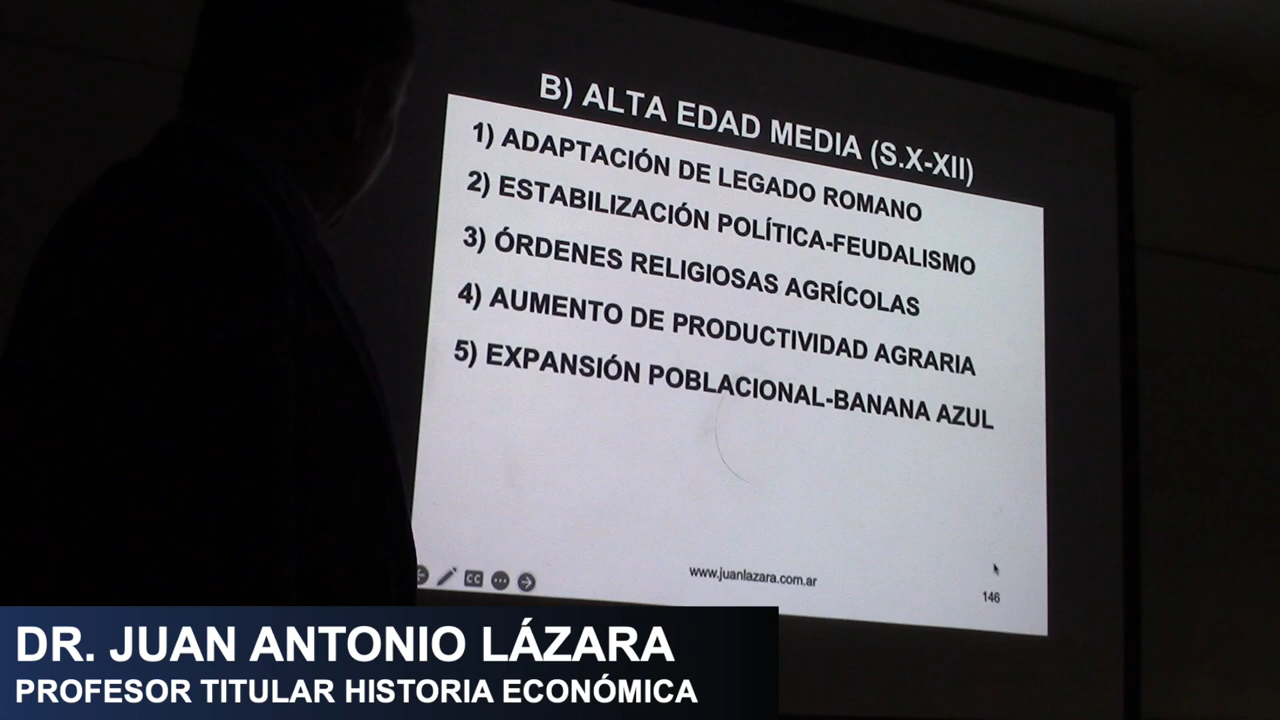 B) ALTA EDAD MEDIA (S.X-XII)
1) ADAPTACIÓN DE LEGADO ROMANO
2) ESTABILIZACIÓN POLÍTICA-FEUDALISMO
3) ÓRDENES RELIGIOSAS AGRÍCOLAS
4) AUMENTO DE PRODUCTIVIDAD AGRARIA
5) EXPANSIÓN POBLACIONAL-BANANA AZUL
CC
www.juanlazara.com.ar
146
DR. JUAN ANTONIO LÁZARA
PROFESOR TITULAR HISTORIA ECONÓMICA